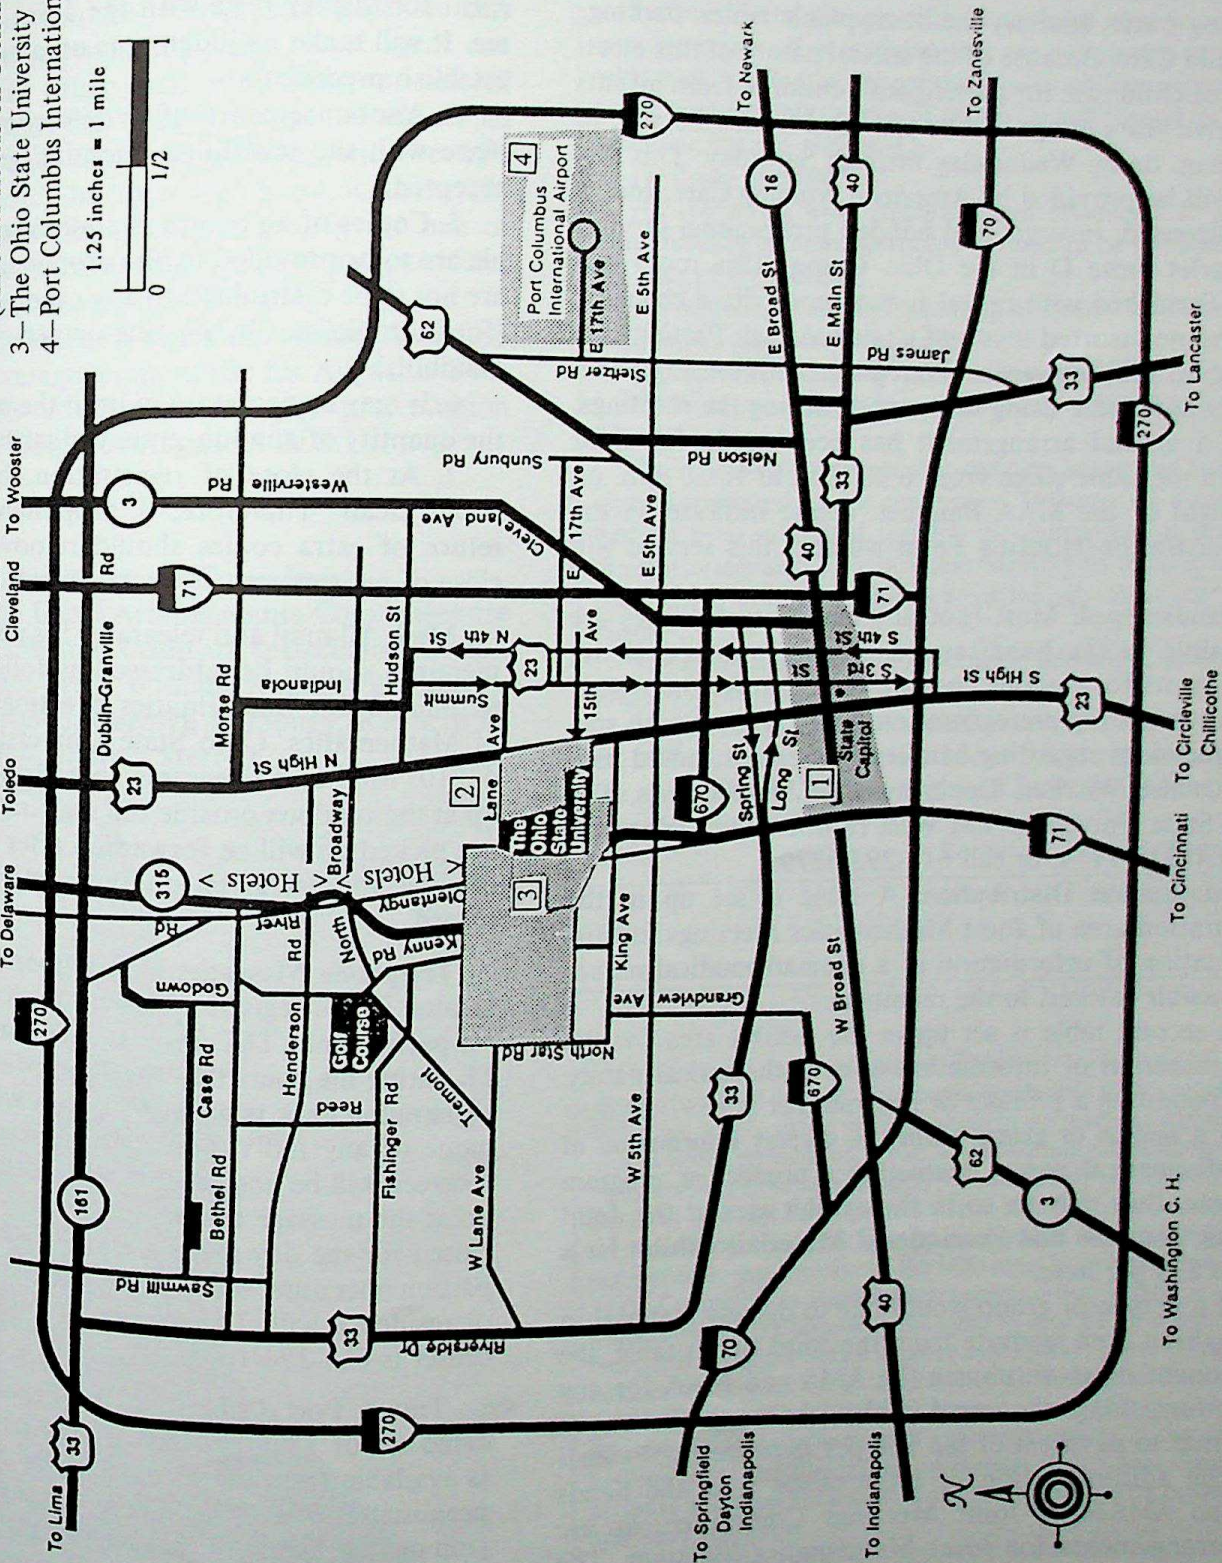 3—The Ohio State University
4—Port Columbus Internation
1.25 inches = 1 mile
0
1/2
1
To Lima
To Delaware
Toledo
Cleveland
To Wooster
33
161
270
270
315
23
71
3
Dublin-Granville
Rd
Sawmill Rd
Case Rd
Bethel Rd
Godown
Rd
River
Olentangy
< Hotels >
< Hotels >
Henderson
Rd
North
Broadway
Reed
Golf
Course
Kenny Rd
Fishinger Rd
Tremont
Riverside Dr
33
W Lane Ave
Lane
Ave
North Star Rd
N High St
Morse Rd
Indianola
Hudson St
Summit
N 4th St
23
Westerville
Rd
Cleveland Ave
Sunbury Rd
62
2
The
Ohio
State
University
3
15th
Ave
E 17th Ave
E 5th Ave
King Ave
Grandview
Ave
W 5th Ave
670
670
33
Spring St
Long
St
1
State
Capitol
S 3rd
St
S 4th St
S High St
23
71
71
4
Port Columbus
International Airport
E 17th Ave
E 5th Ave
Steltzer Rd
Nelson Rd
James Rd
E Broad St
E Main St
40
33
16
40
270
70
33
270
To Newark
To Zanesville
To Lancaster
To Circleville
Chillicothe
To Cincinnati
W Broad St
62
3
To Washington C. H.
40
70
270
To Springfield
Dayton
Indianapolis
To Indianapolis
N